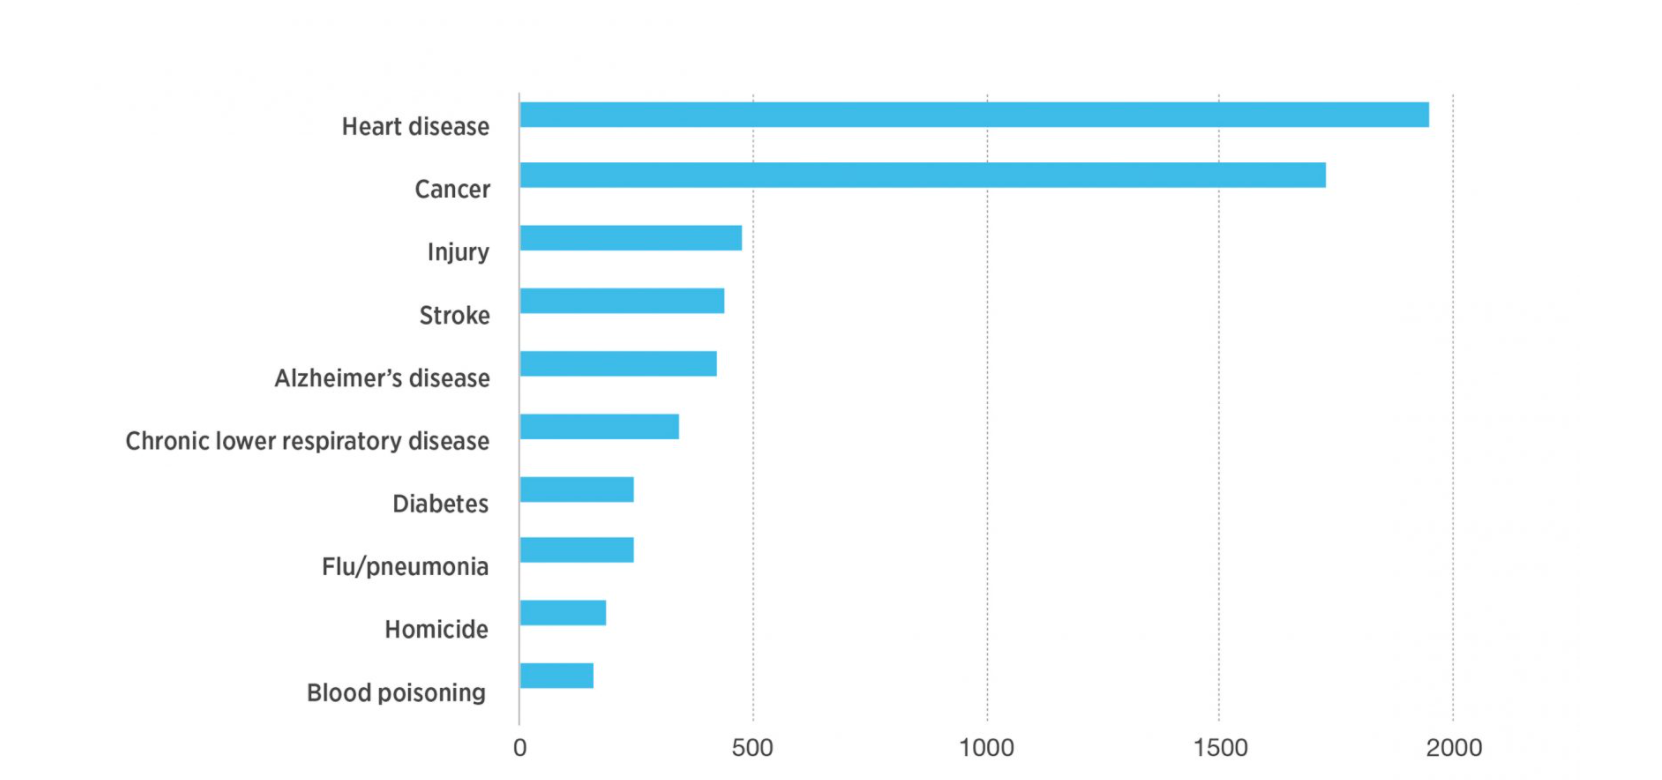 Heart disease
Cancer
Injury
Stroke
Alzheimer’s disease
Chronic lower respiratory disease
Diabetes
Flu/pneumonia
Homicide
Blood poisoning
0 500 1000 1500 2000